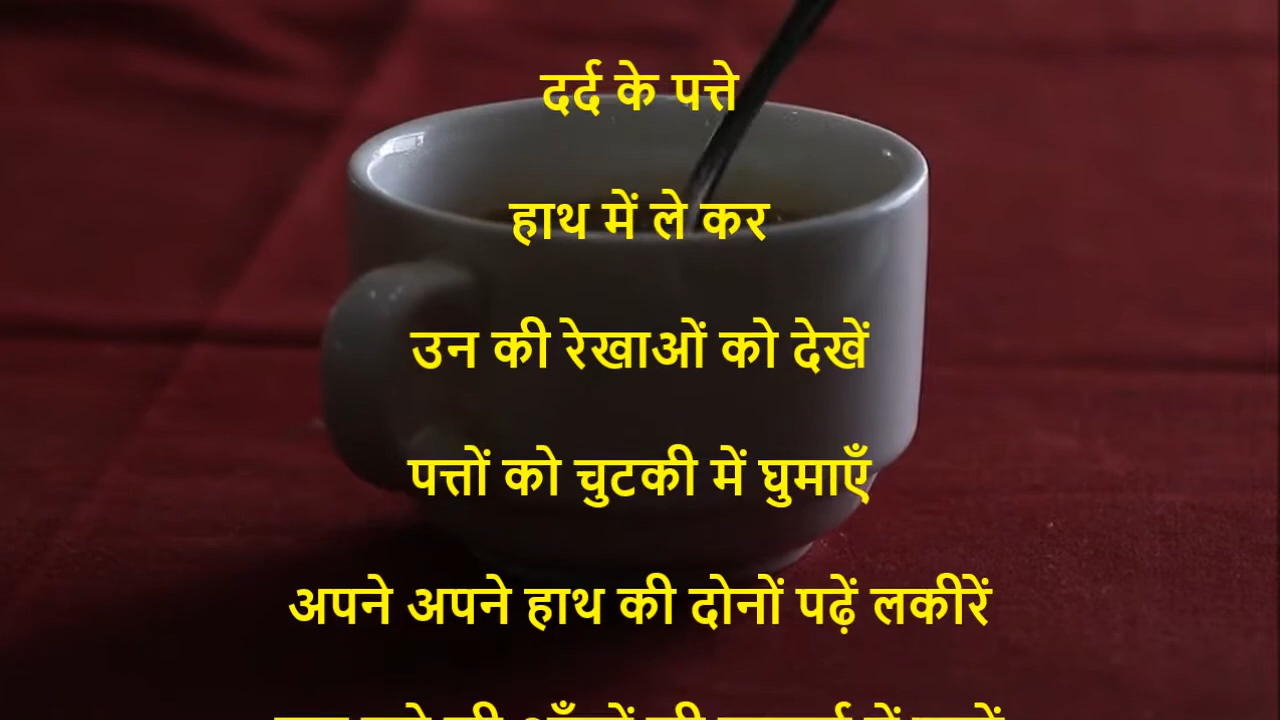 दर्द के पत्ते
हाथ में ले कर
उन की रेखाओं को देखें
पत्तों को चुटकी में घुमाएँ
अपने अपने हाथ की दोनों पढ़ें लकीरें